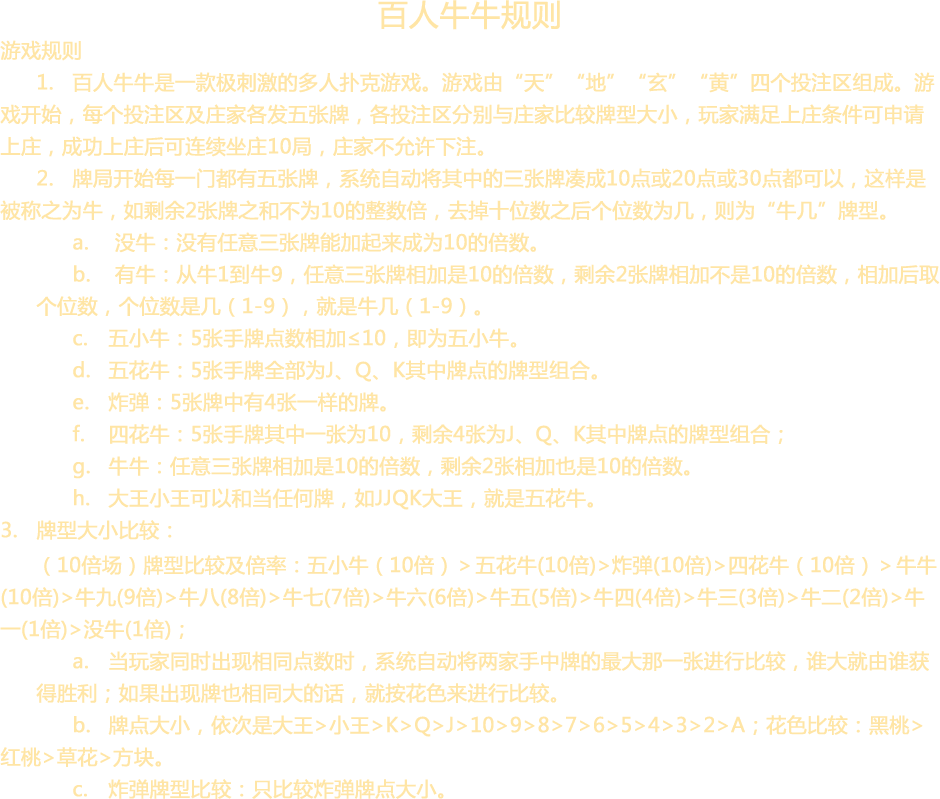 百人牛牛规则
游戏规则
1. 百人牛牛是一款极刺激的多人扑克游戏。游戏由“天”“地”“玄”“黄”四个投注区组成。游
戏开始，每个投注区及庄家各发五张牌，各投注区分别与庄家比较牌型大小，玩家满足上庄条件可申请
上庄，成功上庄后可连续坐庄10局，庄家不允许下注。
2. 牌局开始每一门都有五张牌，系统自动将其中的三张牌凑成10点或20点或30点都可以，这样是
被称之为牛，如剩余2张牌之和不为10的整数倍，去掉十位数之后个位数为几，则为“牛几”牌型。
a. 没牛：没有任意三张牌能加起来成为10的倍数。
b. 有牛：从牛1到牛9，任意三张牌相加是10的倍数，剩余2张牌相加不是10的倍数，相加后取
个位数，个位数是几（1-9），就是牛几（1-9）。
c. 五小牛：5张手牌点数相加≤10，即为五小牛。
d. 五花牛：5张手牌全部为J、Q、K其中牌点的牌型组合。
e. 炸弹：5张牌中有4张一样的牌。
f. 四花牛：5张手牌其中一张为10，剩余4张为J、Q、K其中牌点的牌型组合；
g. 牛牛：任意三张牌相加是10的倍数，剩余2张相加也是10的倍数。
h. 大王小王可以和当任何牌，如JJQK大王，就是五花牛。
3. 牌型大小比较：
（10倍场）牌型比较及倍率：五小牛（10倍）＞五花牛(10倍)>炸弹(10倍)>四花牛（10倍）＞牛牛
(10倍)>牛九(9倍)>牛八(8倍)>牛七(7倍)>牛六(6倍)>牛五(5倍)>牛四(4倍)>牛三(3倍)>牛二(2倍)>牛
一(1倍)>没牛(1倍)；
a. 当玩家同时出现相同点数时，系统自动将两家手中牌的最大那一张进行比较，谁大就由谁获
得胜利；如果出现牌也相同大的话，就按花色来进行比较。
b. 牌点大小，依次是大王>小王>K>Q>J>10>9>8>7>6>5>4>3>2>A；花色比较：黑桃>
红桃>草花>方块。
c. 炸弹牌型比较：只比较炸弹牌点大小。